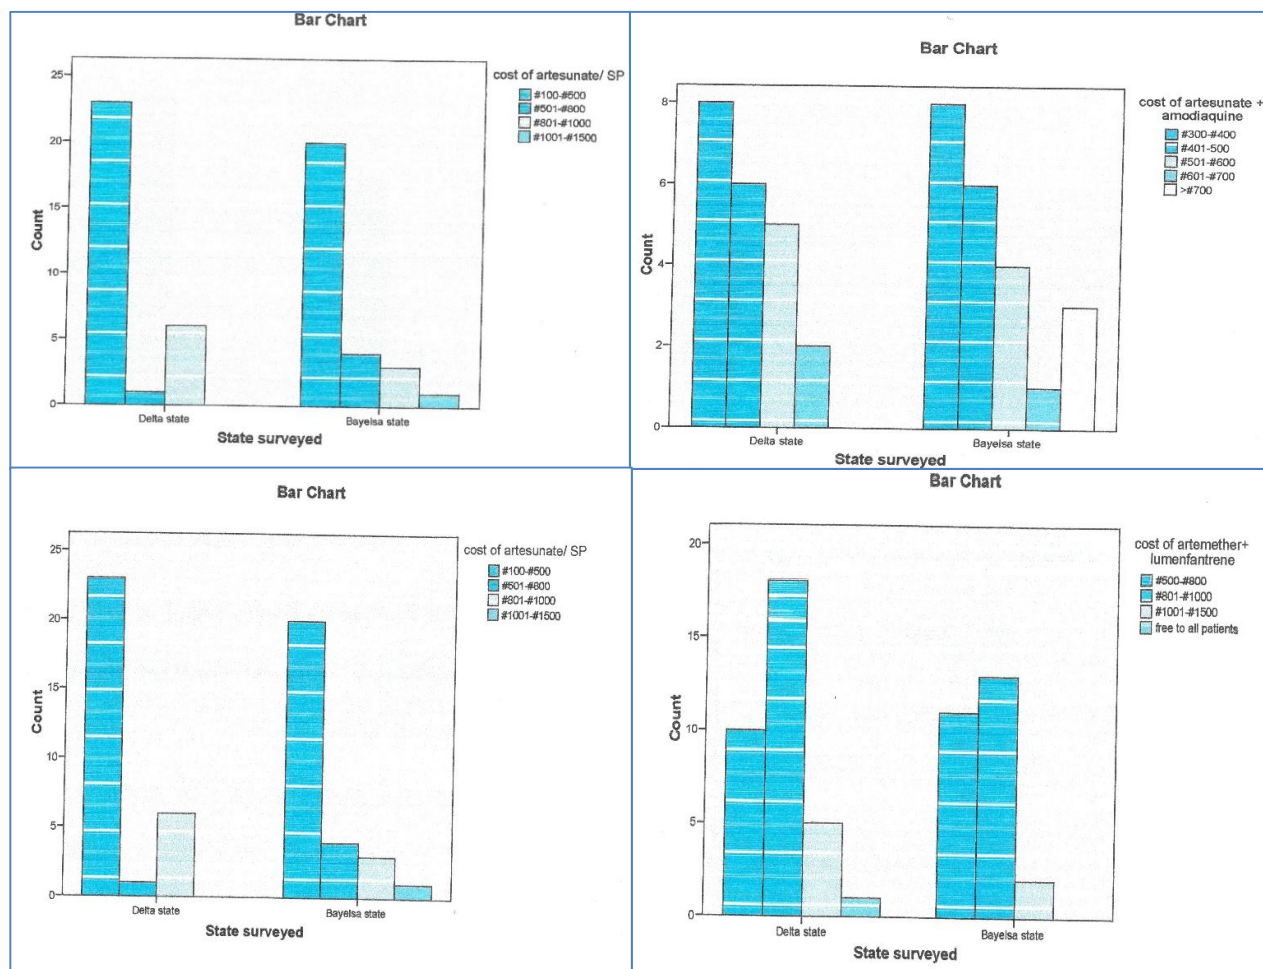 Bar Chart
cost of artesunate/ SP
#100-#500
#501-#800
#801-#1000
#1001-#1500
25
20
15
10
5
0
Count
Delta state
Bayelsa state
State surveyed
Bar Chart
cost of artesunate +
amodiaquine
#300-#400
#401-500
#501-#600
#601-#700
>#700
8
6
4
2
0
Count
Delta state
Bayelsa state
State surveyed
Bar Chart
cost of artesunate/ SP
#100-#500
#501-#800
#801-#1000
#1001-#1500
25
20
15
10
5
0
Count
Delta state
Bayelsa state
State surveyed
Bar Chart
cost of artemether+
lumenfantrene
#500-#800
#801-#1000
#1001-#1500
free to all patients
20
15
10
5
0
Count
Delta state
Bayelsa state
State surveyed